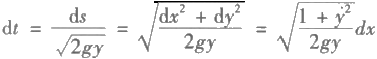 dt = ds / √(2gy) = √((dx² + dy²) / 2gy) = √((1 + ẏ²) / 2gy) dx